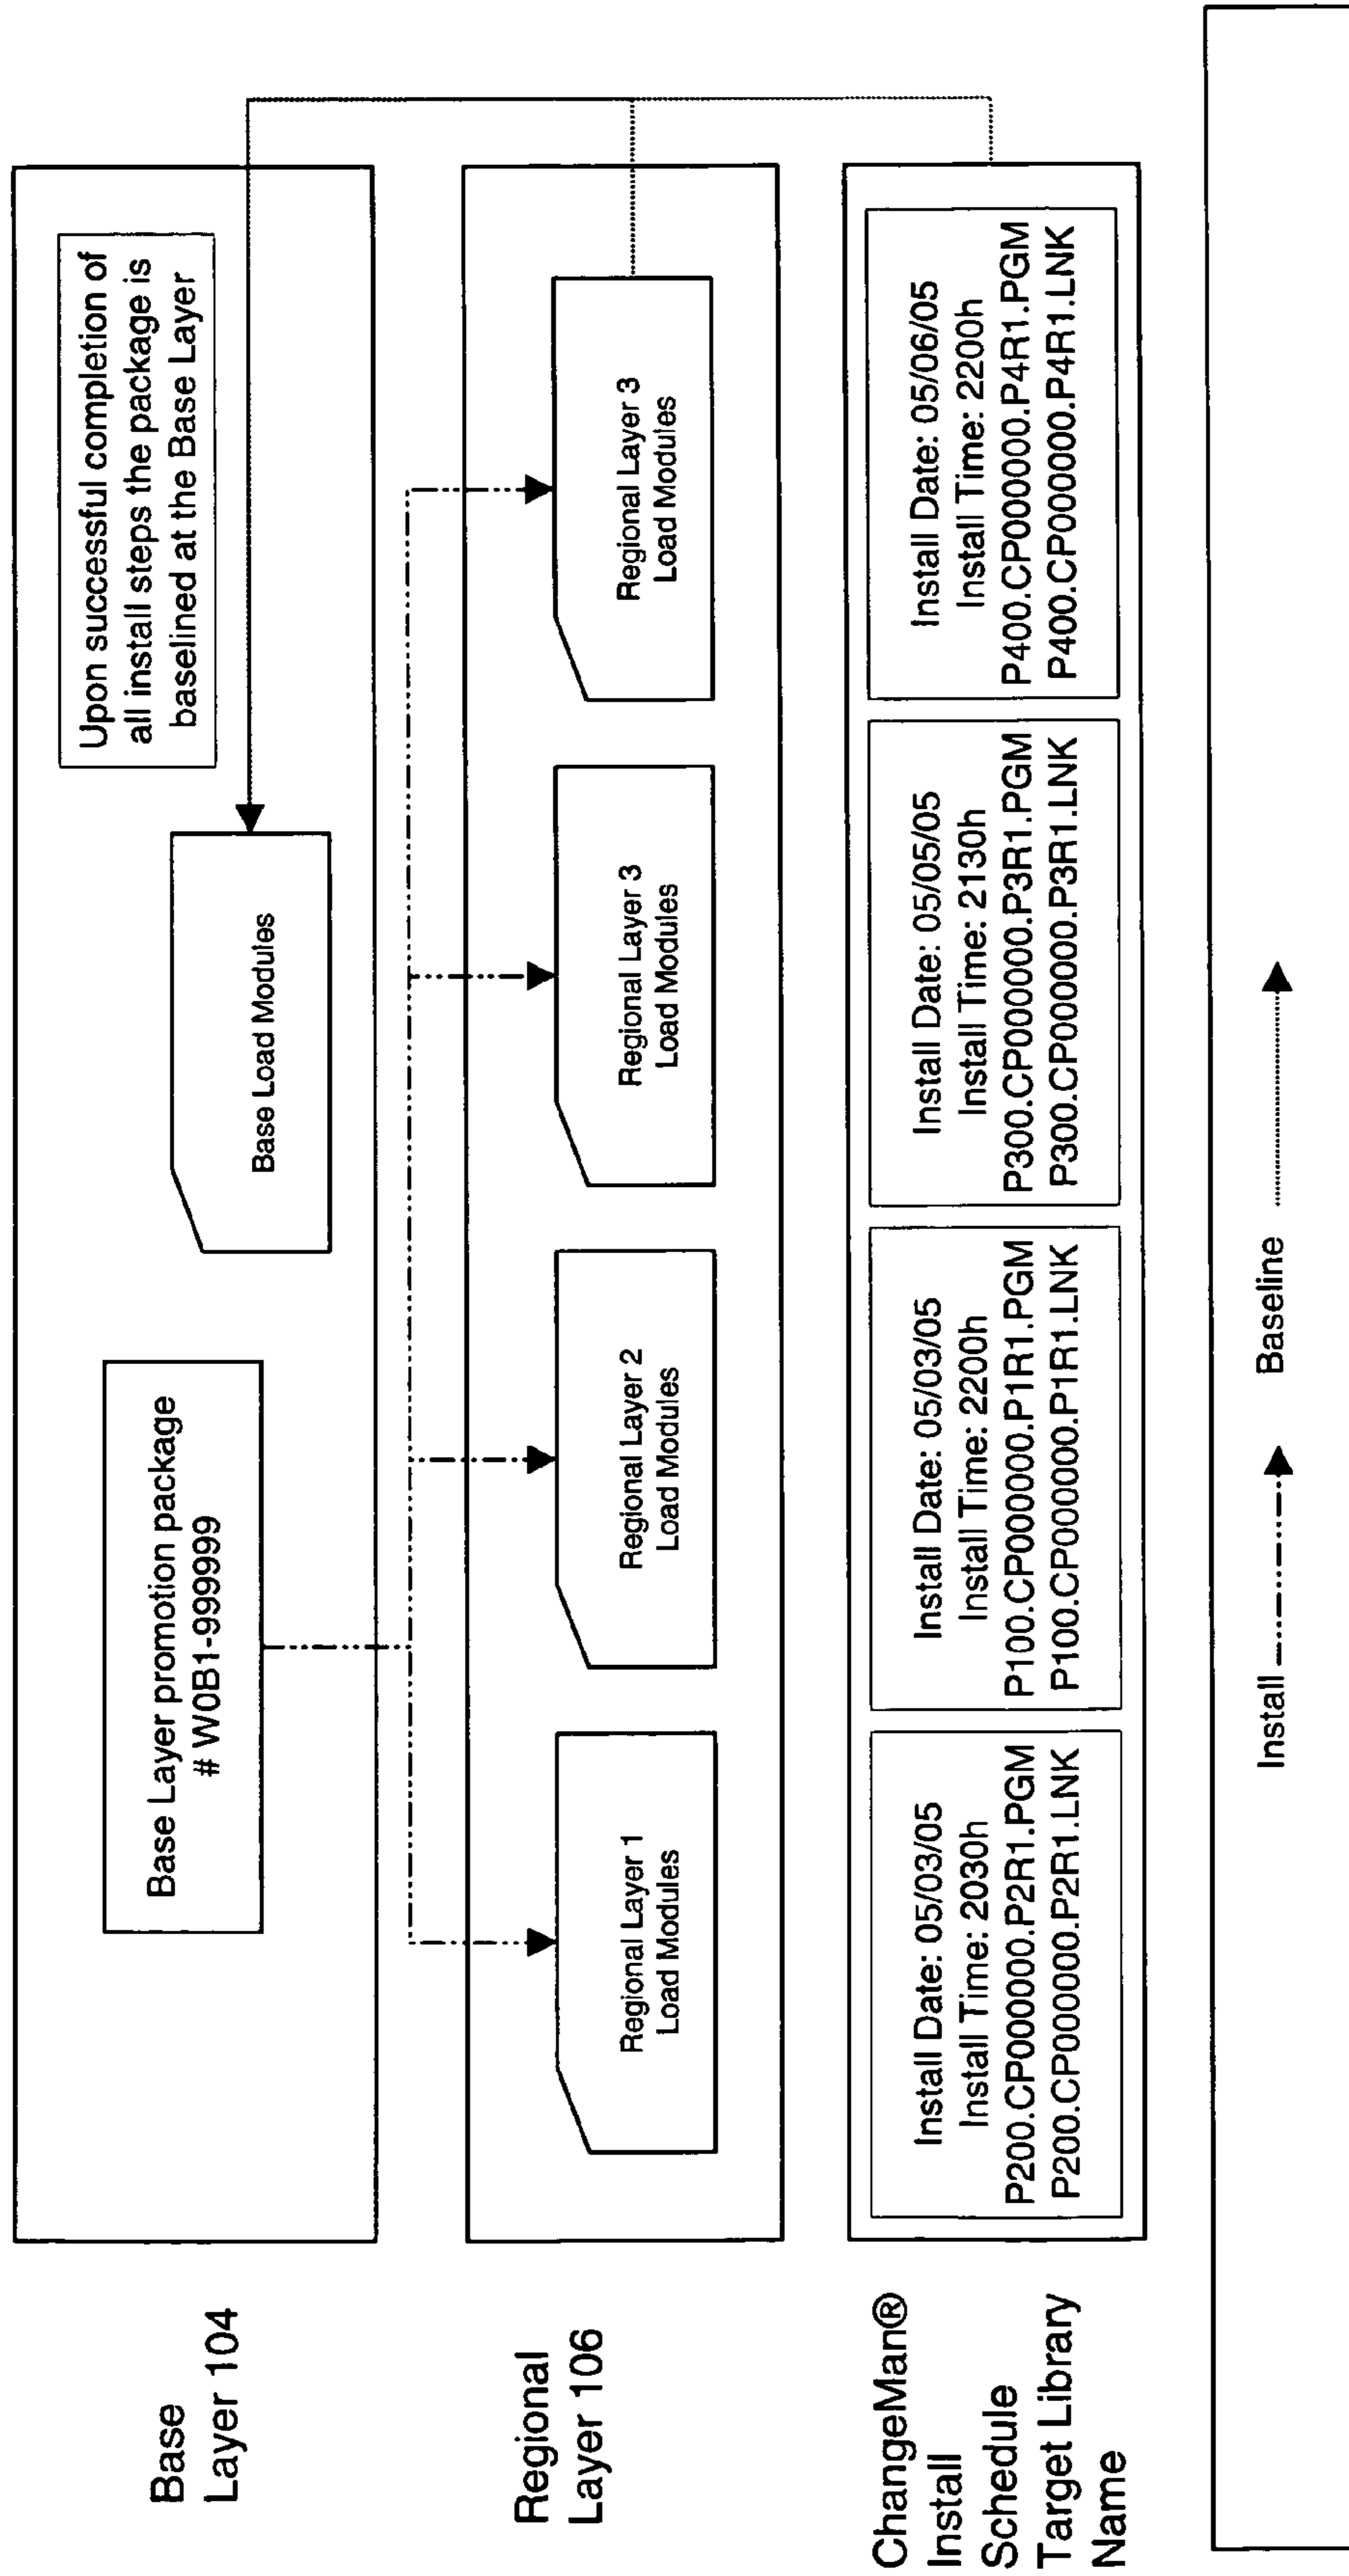 Base
Layer 104
Base Layer promotion package
# W0B1-999999
Base Load Modules
Upon successful completion of
all install steps the package is
baselined at the Base Layer
Regional
Layer 106
Regional Layer 1
Load Modules
Regional Layer 2
Load Modules
Regional Layer 3
Load Modules
Regional Layer 3
Load Modules
ChangeMan®
Install
Schedule
Target Library
Name
Install Date: 05/03/05
Install Time: 2030h
P200.CP000000.P2R1.PGM
P200.CP000000.P2R1.LNK
Install Date: 05/03/05
Install Time: 2200h
P100.CP000000.P1R1.PGM
P100.CP000000.P1R1.LNK
Install Date: 05/05/05
Install Time: 2130h
P300.CP000000.P3R1.PGM
P300.CP000000.P3R1.LNK
Install Date: 05/06/05
Install Time: 2200h
P400.CP000000.P4R1.PGM
P400.CP000000.P4R1.LNK
Install
Baseline